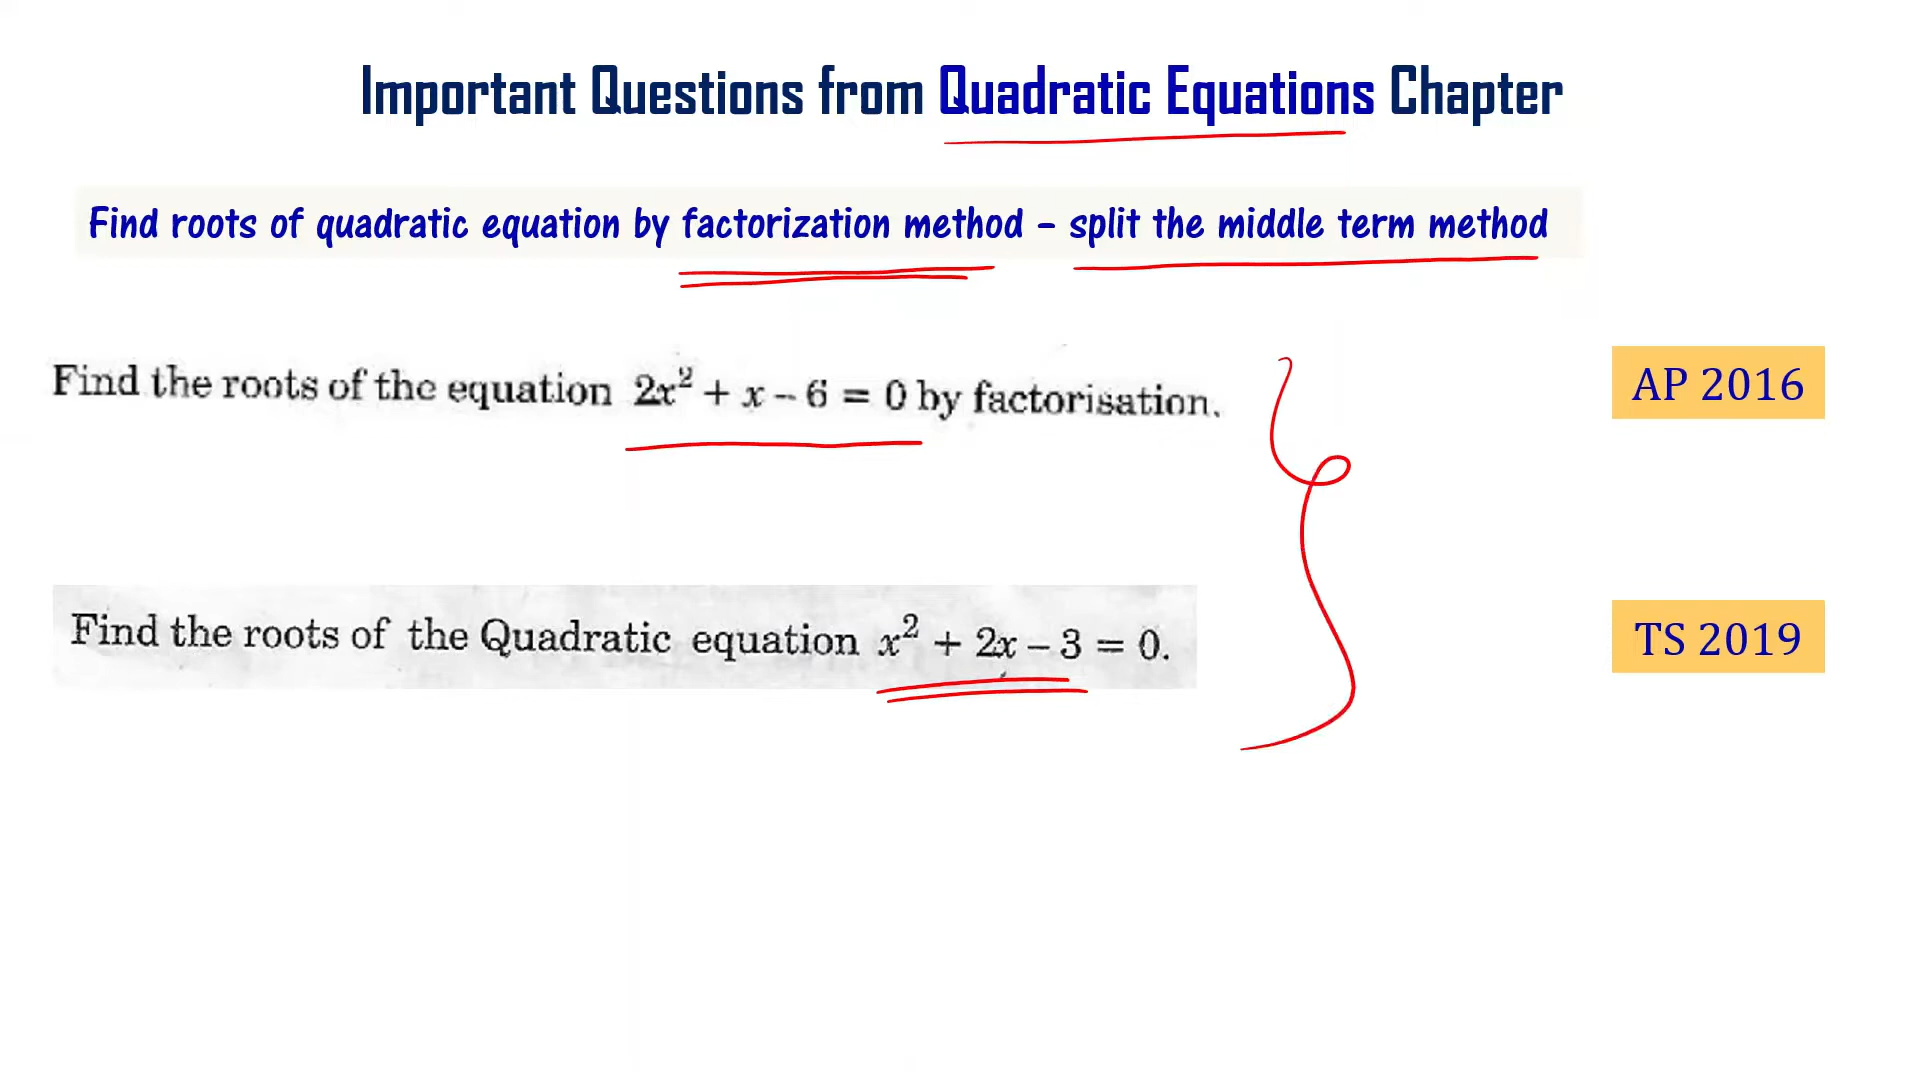 Important Questions from Quadratic Equations Chapter
Find roots of quadratic equation by factorization method – split the middle term method
Find the roots of the equation 2x² + x – 6 = 0 by factorisation.
AP 2016
Find the roots of the Quadratic equation x² + 2x – 3 = 0.
TS 2019